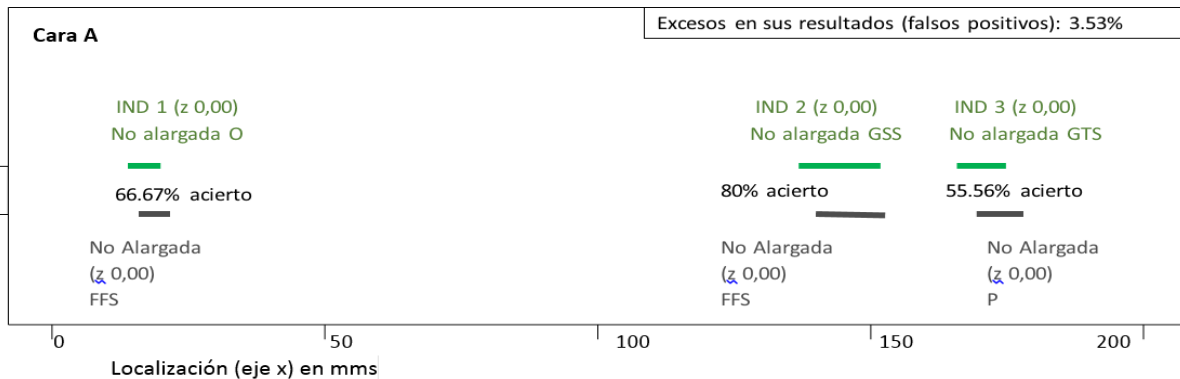 Excesos en sus resultados (falsos positivos): 3.53%
Cara A
IND 1 (z 0,00)
No alargada O
IND 2 (z 0,00)
No alargada GSS
IND 3 (z 0,00)
No alargada GTS
66.67% acierto
80% acierto
55.56% acierto
No Alargada
(z 0,00)
FFS
No Alargada
(z 0,00)
FFS
No Alargada
(z 0,00)
P
0
50
100
150
200
Localización (eje x) en mms